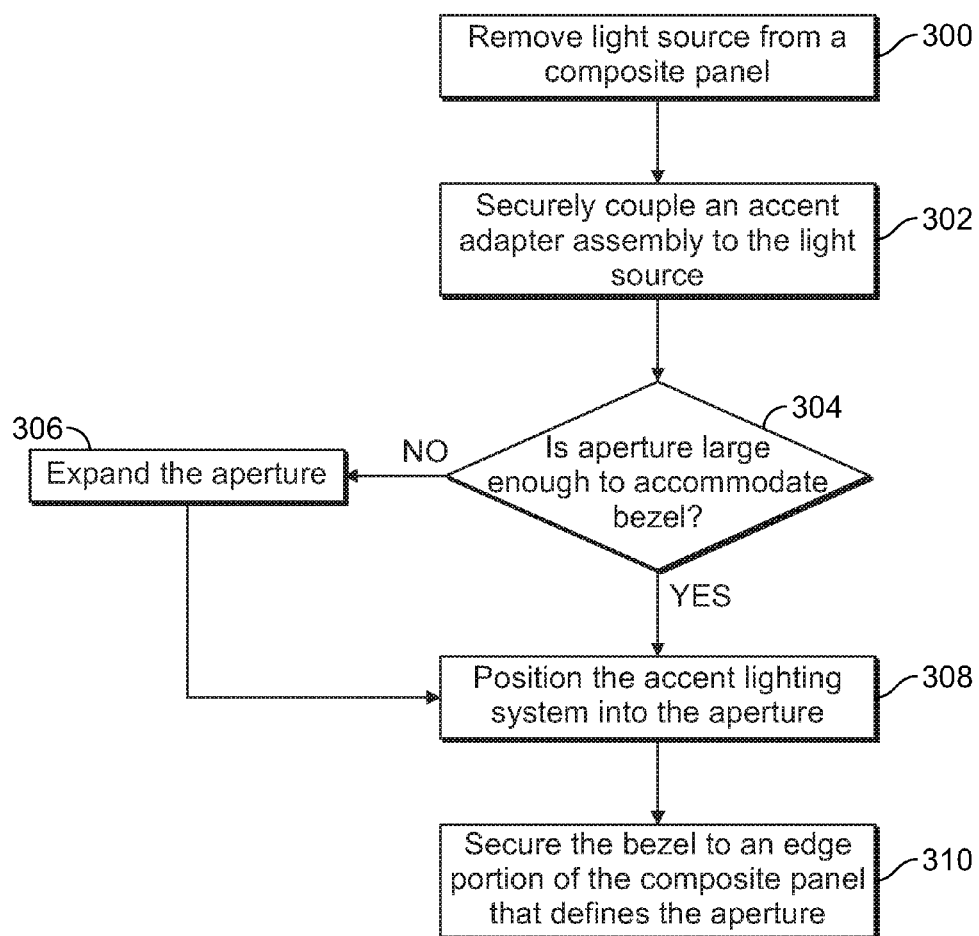 Remove light source from a
composite panel
300
Securely couple an accent
adapter assembly to the light
source
302
304
Is aperture large
enough to accommodate
bezel?
NO
306
Expand the aperture
YES
Position the accent lighting
system into the aperture
308
Secure the bezel to an edge
portion of the composite panel
that defines the aperture
310